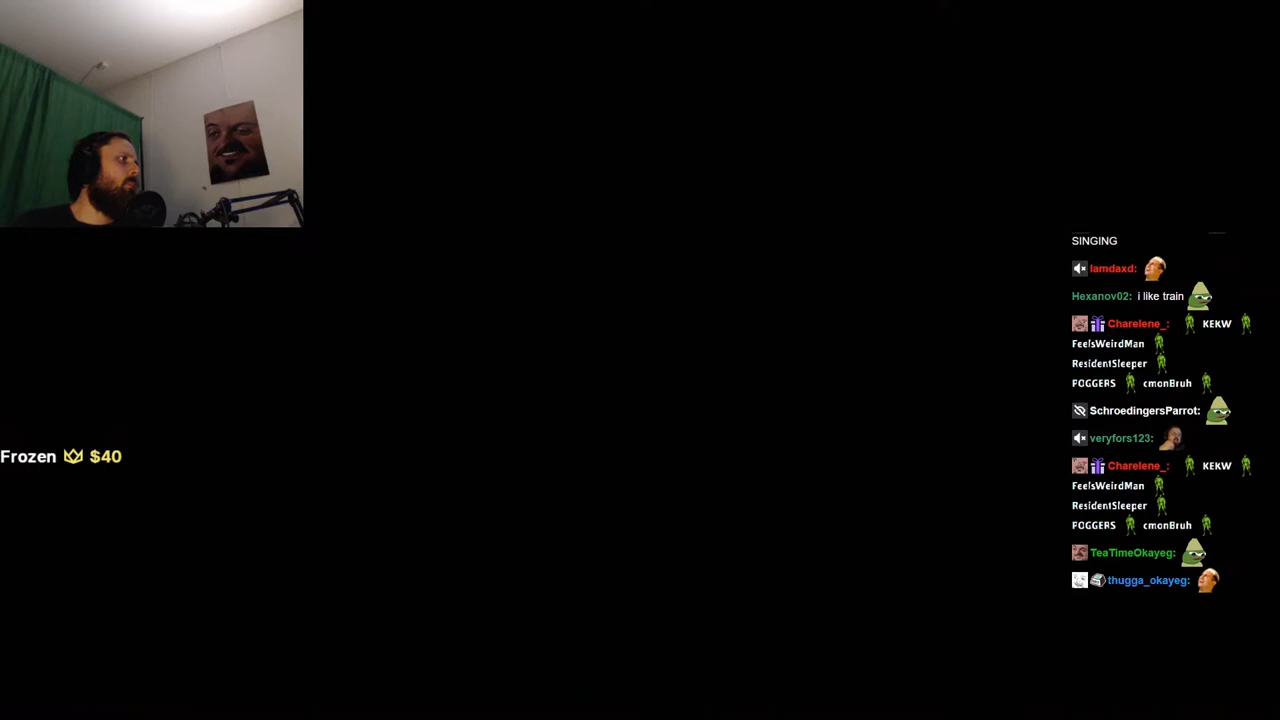 SINGING
lamdaxd:
Hexanov02: i like train
Charelene_: KEKW
FeelsWeirdMan
ResidentSleeper
POGGERS cmonBruh
SchroedingersParrot:
veryfors123:
Frozen $40
Charelene_: KEKW
FeelsWeirdMan
ResidentSleeper
POGGERS cmonBruh
TeaTimeOkayeg:
thugga_okayeg: